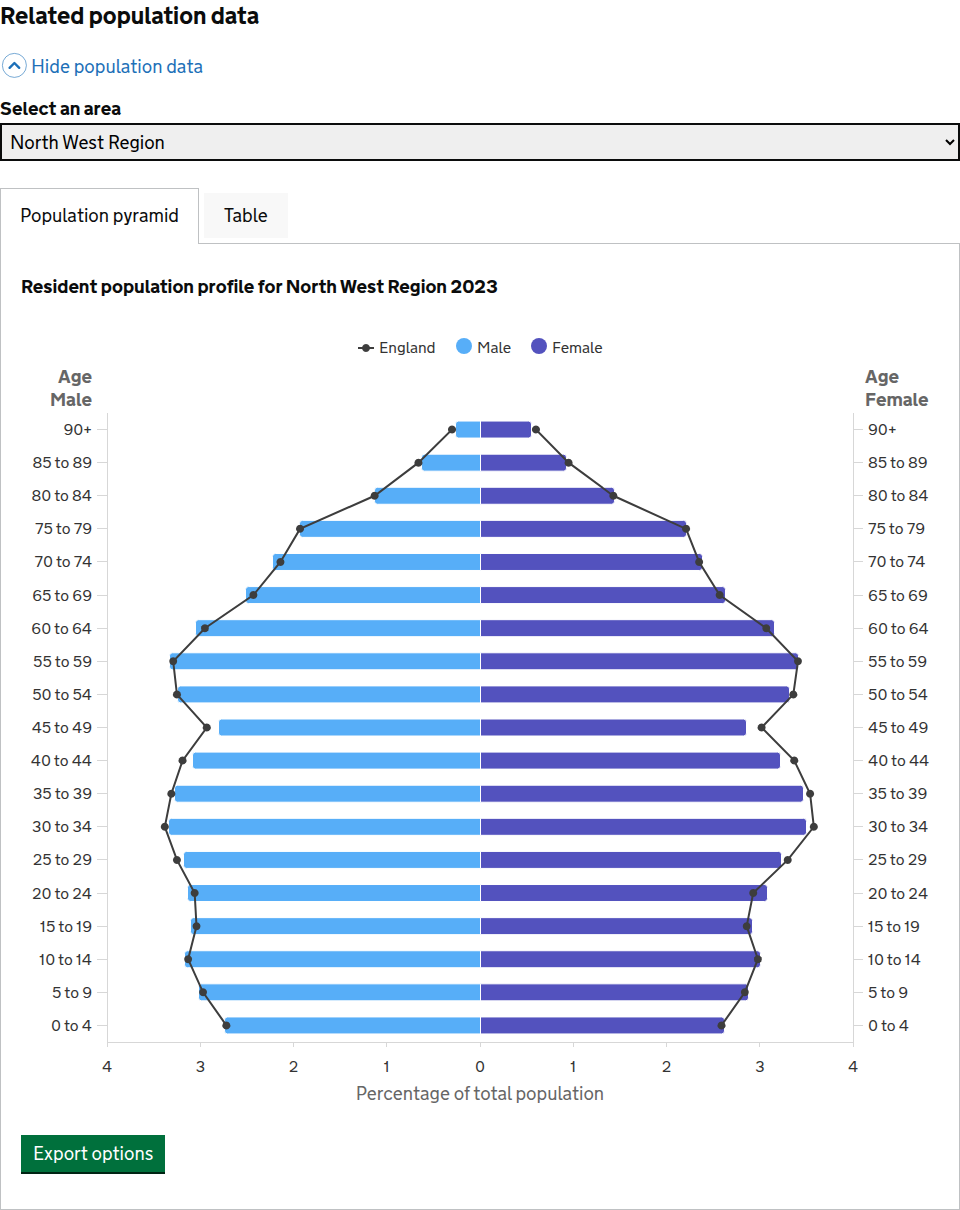 Related population data
Hide population data
Select an area
North West Region
Population pyramid
Table
Resident population profile for North West Region 2023
England Male Female
Age Male
Age Female
90+ 90+
85 to 89 85 to 89
80 to 84 80 to 84
75 to 79 75 to 79
70 to 74 70 to 74
65 to 69 65 to 69
60 to 64 60 to 64
55 to 59 55 to 59
50 to 54 50 to 54
45 to 49 45 to 49
40 to 44 40 to 44
35 to 39 35 to 39
30 to 34 30 to 34
25 to 29 25 to 29
20 to 24 20 to 24
15 to 19 15 to 19
10 to 14 10 to 14
5 to 9 5 to 9
0 to 4 0 to 4
4 3 2 1 0 1 2 3 4
Percentage of total population
Export options